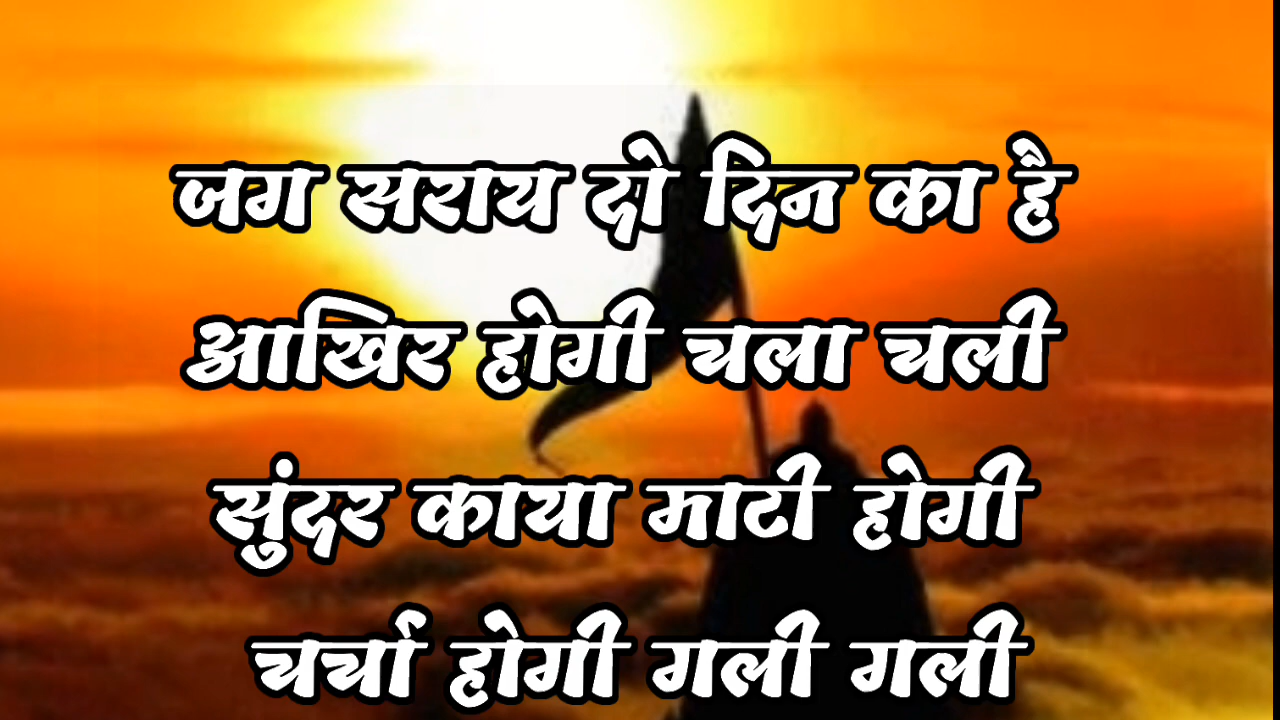 जग सराय दो दिन का है
आखिर होगी चला चली
सुंदर काया माटी होगी
चर्चा होगी गली गली